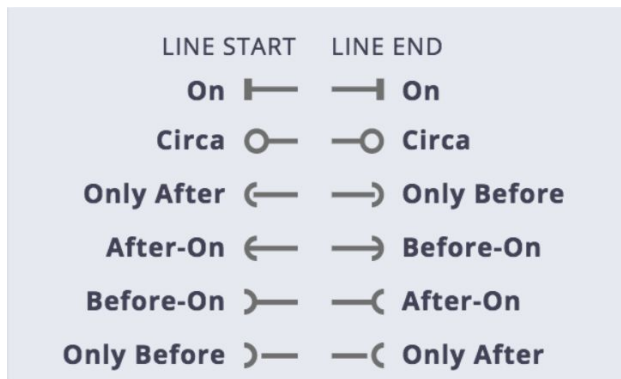 LINE START LINE END
On On
Circa Circa
Only After Only Before
After-On Before-On
Before-On After-On
Only Before Only After